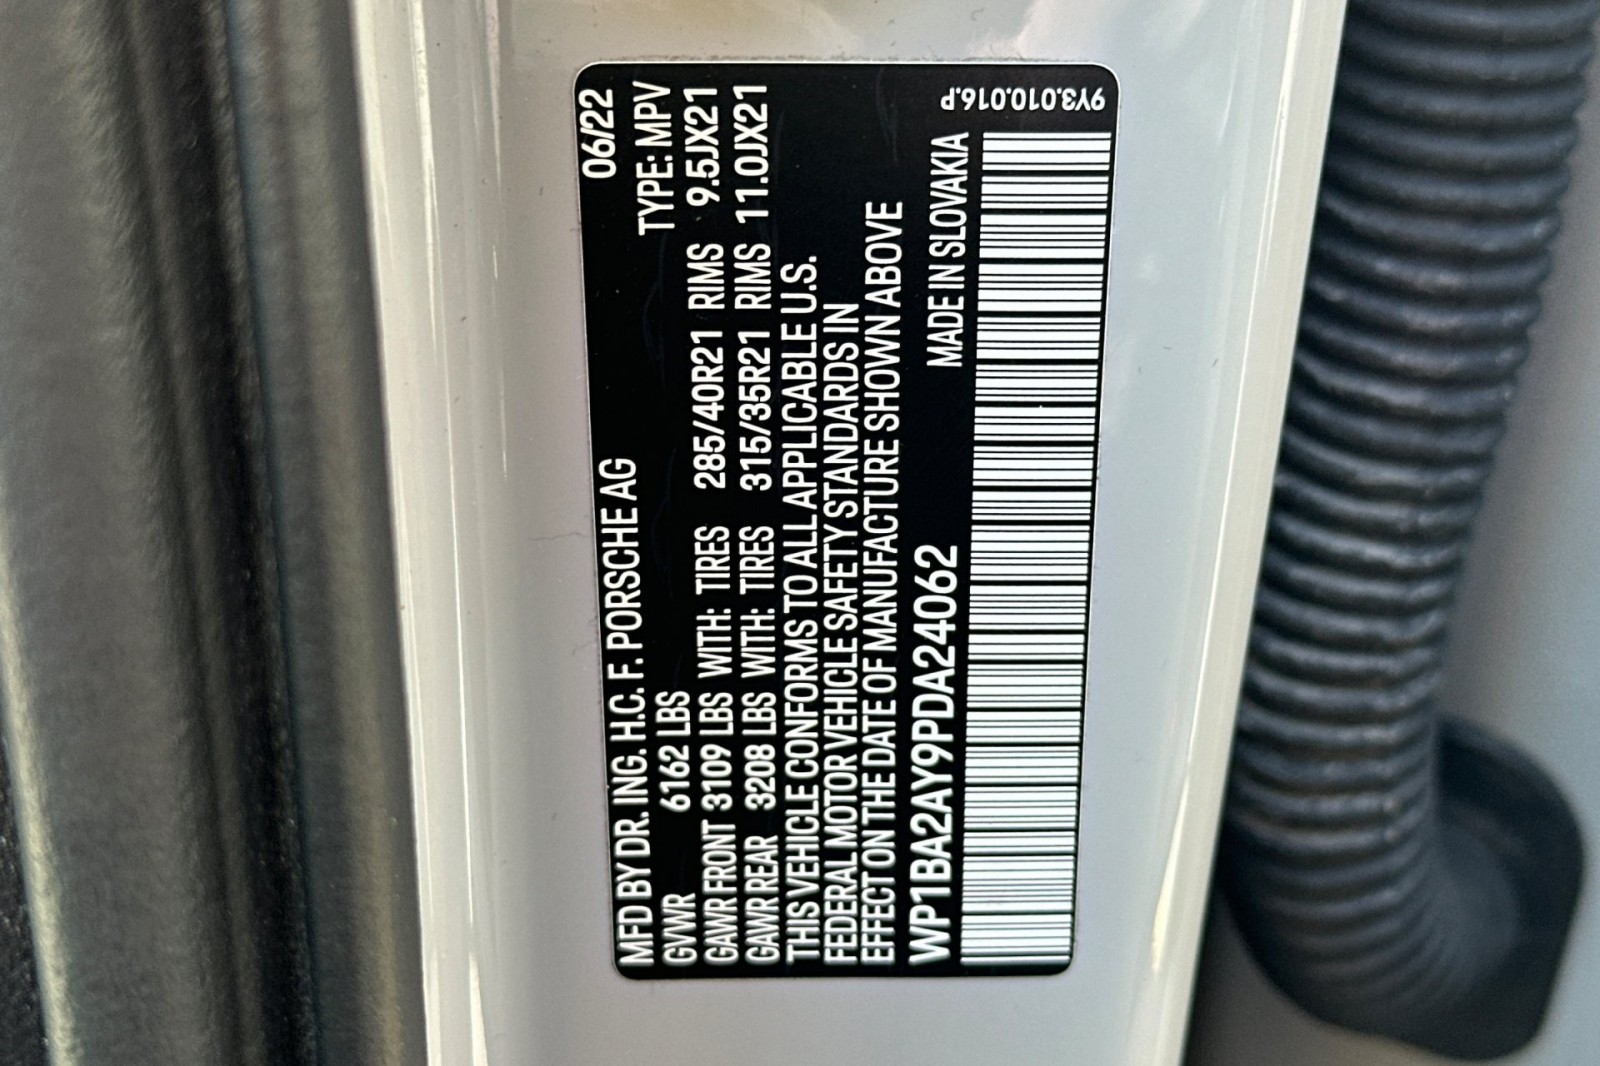 06/22
MFD BY DR. ING. H.C. F. PORSCHE AG TYPE: MPV
GVWR 6162 LBS
GAWR FRONT 3109 LBS WITH: TIRES 285/40R21 RIMS 9.5JX21
GAWR REAR 3208 LBS WITH: TIRES 315/35R21 RIMS 11.0JX21
THIS VEHICLE CONFORMS TO ALL APPLICABLE U.S.
FEDERAL MOTOR VEHICLE SAFETY STANDARDS IN
EFFECT ON THE DATE OF MANUFACTURE SHOWN ABOVE
WP1BA2AY9PDA24062 MADE IN SLOVAKIA
9Y3.010.016.P